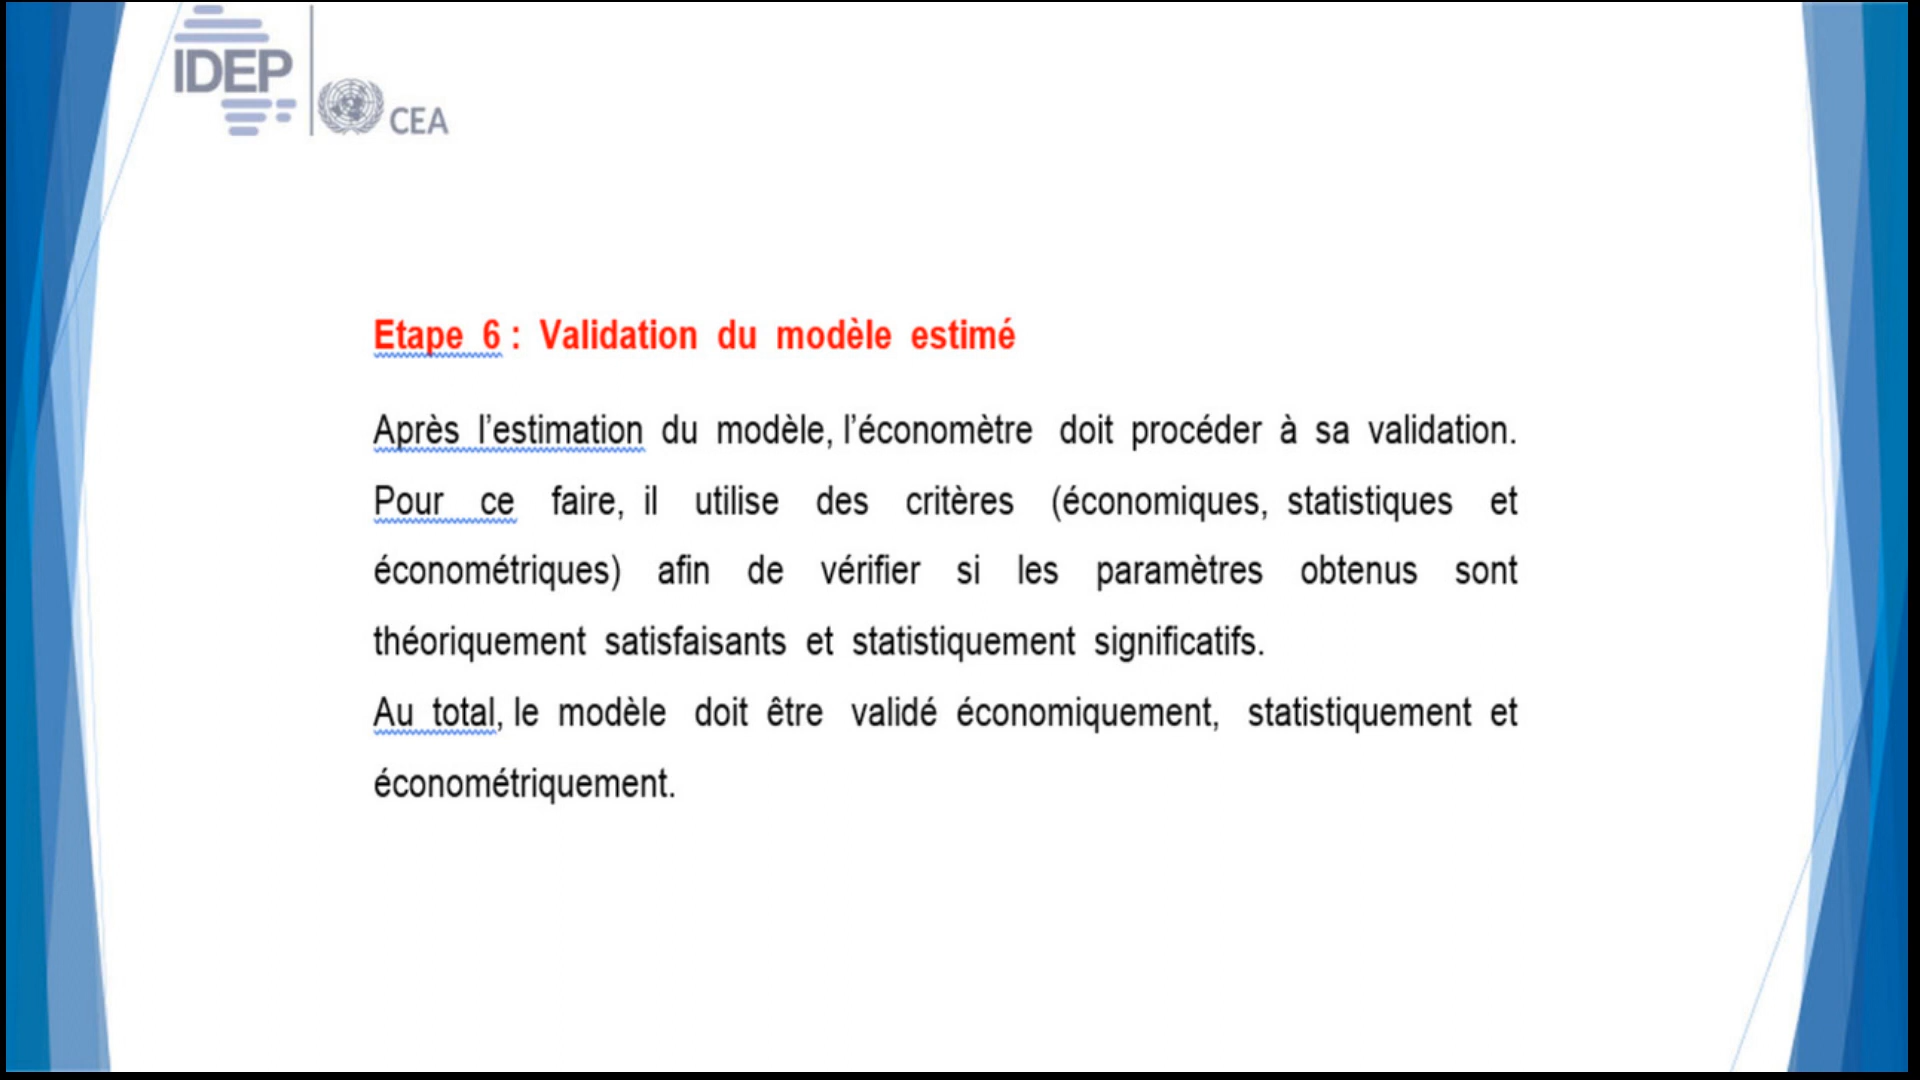 IDEP
CEA
Etape 6 : Validation du modèle estimé
Après l’estimation du modèle, l’économètre doit procéder à sa validation.
Pour ce faire, il utilise des critères (économiques, statistiques et
économétriques) afin de vérifier si les paramètres obtenus sont
théoriquement satisfaisants et statistiquement significatifs.
Au total, le modèle doit être validé économiquement, statistiquement et
économétriquement.